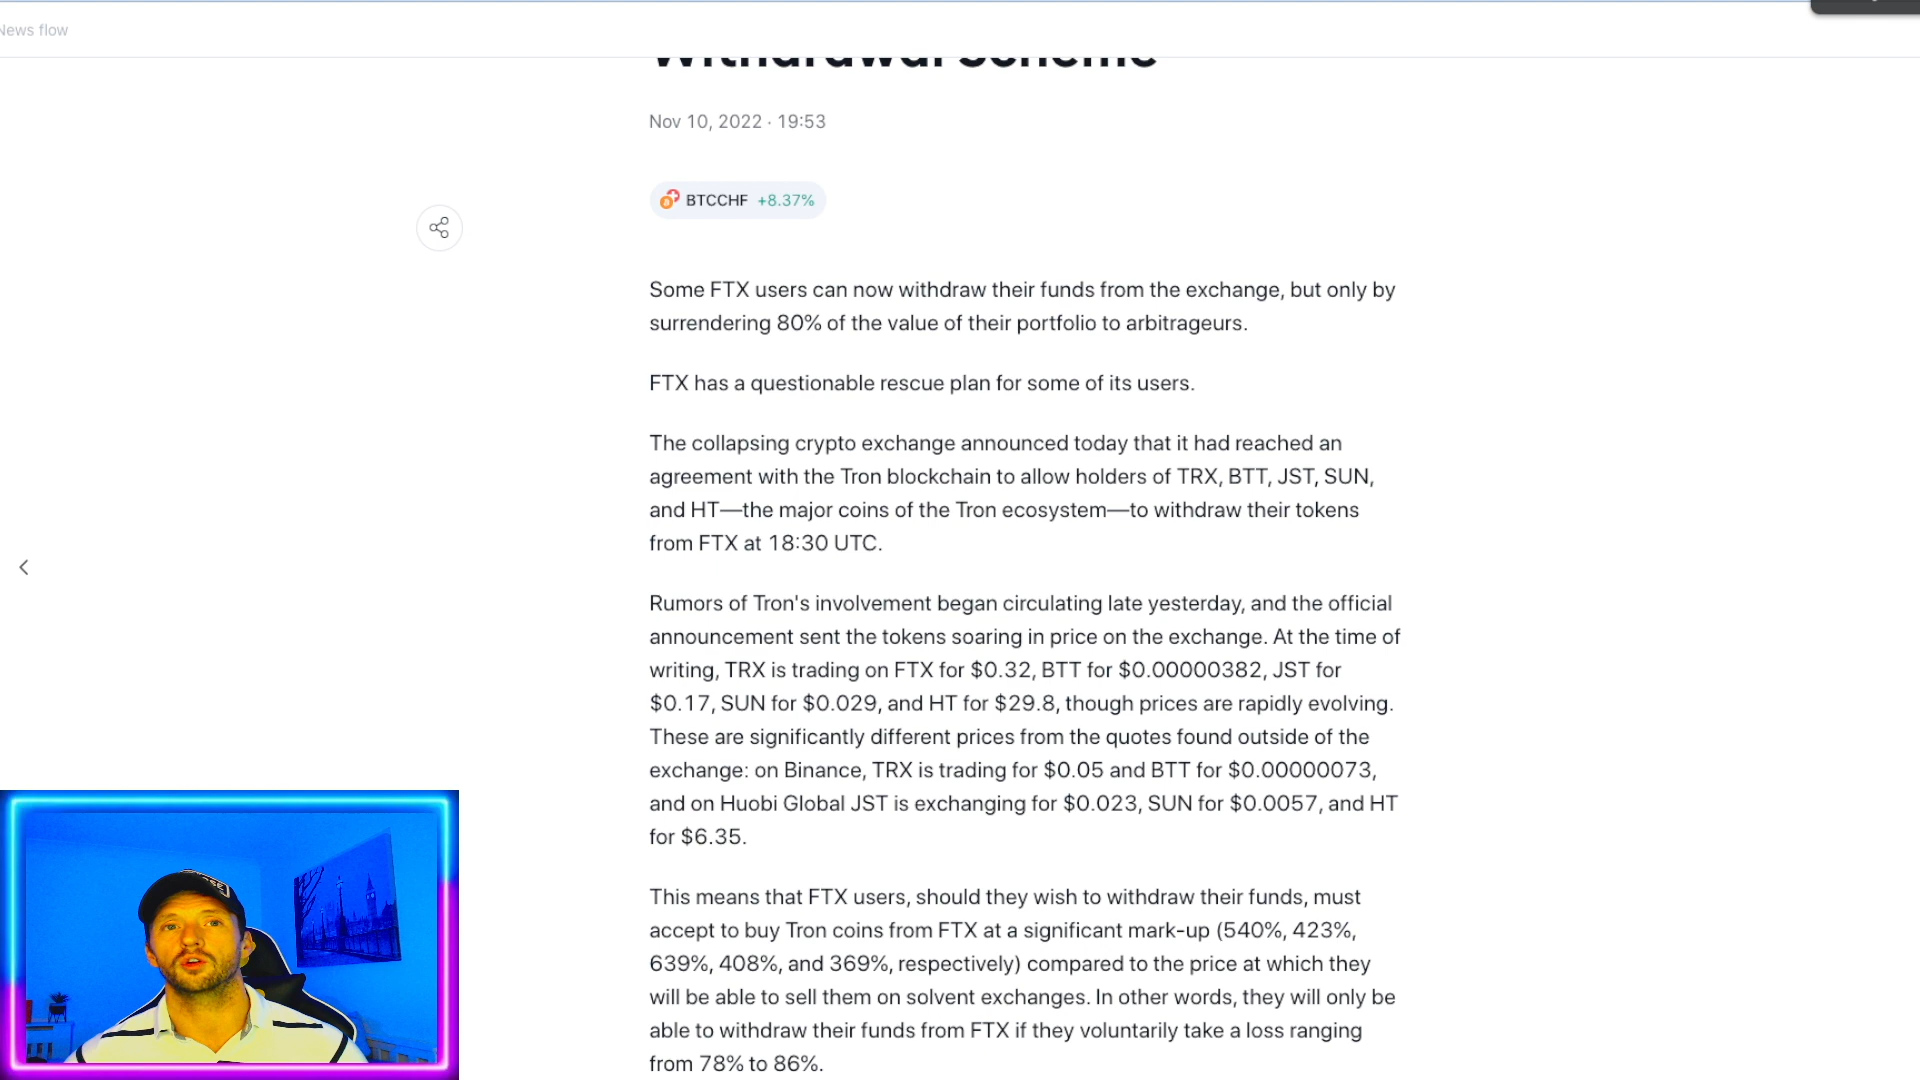 News flow
Withdrawal Scheme
Nov 10, 2022 · 19:53
BTCCHF +8.37%
Some FTX users can now withdraw their funds from the exchange, but only by
surrendering 80% of the value of their portfolio to arbitrageurs.
FTX has a questionable rescue plan for some of its users.
The collapsing crypto exchange announced today that it had reached an
agreement with the Tron blockchain to allow holders of TRX, BTT, JST, SUN,
and HT—the major coins of the Tron ecosystem—to withdraw their tokens
from FTX at 18:30 UTC.
Rumors of Tron's involvement began circulating late yesterday, and the official
announcement sent the tokens soaring in price on the exchange. At the time of
writing, TRX is trading on FTX for $0.32, BTT for $0.00000382, JST for
$0.17, SUN for $0.029, and HT for $29.8, though prices are rapidly evolving.
These are significantly different prices from the quotes found outside of the
exchange: on Binance, TRX is trading for $0.05 and BTT for $0.00000073,
and on Huobi Global JST is exchanging for $0.023, SUN for $0.0057, and HT
for $6.35.
This means that FTX users, should they wish to withdraw their funds, must
accept to buy Tron coins from FTX at a significant mark-up (540%, 423%,
639%, 408%, and 369%, respectively) compared to the price at which they
will be able to sell them on solvent exchanges. In other words, they will only be
able to withdraw their funds from FTX if they voluntarily take a loss ranging
from 78% to 86%.